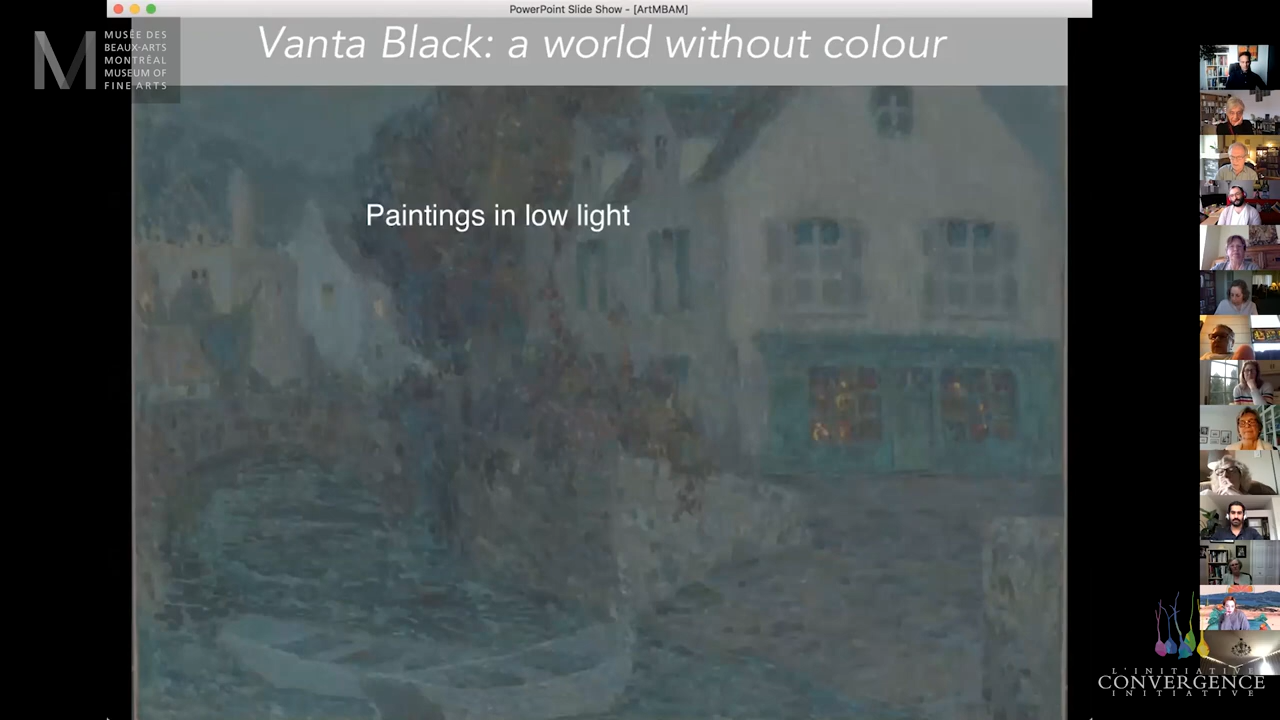 PowerPoint Slide Show - [ArtMBAM]
MUSÉE DES
BEAUX-ARTS
MONTRÉAL
MUSEUM OF
FINE ARTS
Vanta Black: a world without colour
Paintings in low light
L'INITIATIVE
CONVERGENCE
INITIATIVE